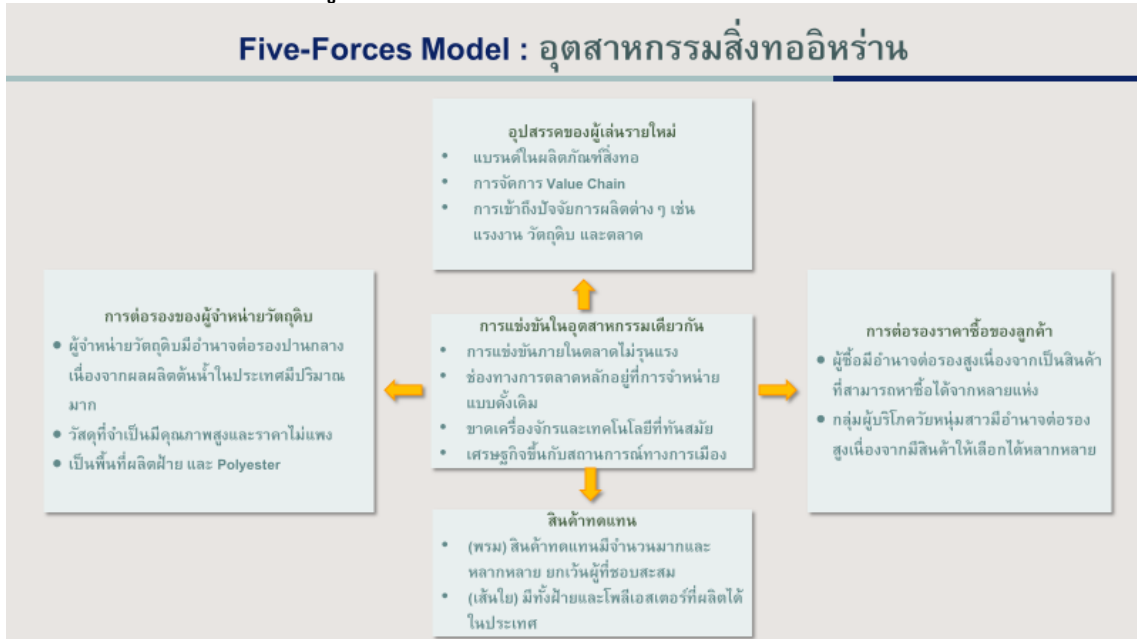 Five-Forces Model : อุตสาหกรรมสิ่งทออิหร่าน
อุปสรรคของผู้เล่นรายใหม่
• แบรนด์ในผลิตภัณฑ์สิ่งทอ
• การจัดการ Value Chain
• การเข้าถึงปัจจัยการผลิตต่าง ๆ เช่น
แรงงาน วัตถุดิบ และตลาด
การต่อรองของผู้จำหน่ายวัตถุดิบ
• ผู้จำหน่ายวัตถุดิบมีอำนาจต่อรองปานกลาง
เนื่องจากผลผลิตต้นน้ำในประเทศมีปริมาณ
มาก
• วัสดุที่จำเป็นมีคุณภาพสูงและราคาไม่แพง
• เป็นพื้นที่ผลิตฝ้าย และ Polyester
การแข่งขันในอุตสาหกรรมเดียวกัน
• การแข่งขันภายในตลาดไม่รุนแรง
• ช่องทางการตลาดหลักอยู่ที่การจำหน่าย
แบบดั้งเดิม
• ขาดเครื่องจักรและเทคโนโลยีที่ทันสมัย
• เศรษฐกิจขึ้นกับสถานการณ์ทางการเมือง
การต่อรองราคาซื้อของลูกค้า
• ผู้ซื้อมีอำนาจต่อรองสูงเนื่องจากเป็นสินค้า
ที่สามารถหาซื้อได้จากหลายแห่ง
• กลุ่มผู้บริโภควัยหนุ่มสาวมีอำนาจต่อรอง
สูงเนื่องจากมีสินค้าให้เลือกได้หลากหลาย
สินค้าทดแทน
• (พรม) สินค้าทดแทนมีจำนวนมากและ
หลากหลาย ยกเว้นผู้ที่ชอบสะสม
• (เส้นใย) มีทั้งฝ้ายและโพลีเอสเตอร์ที่ผลิตได้
ในประเทศ